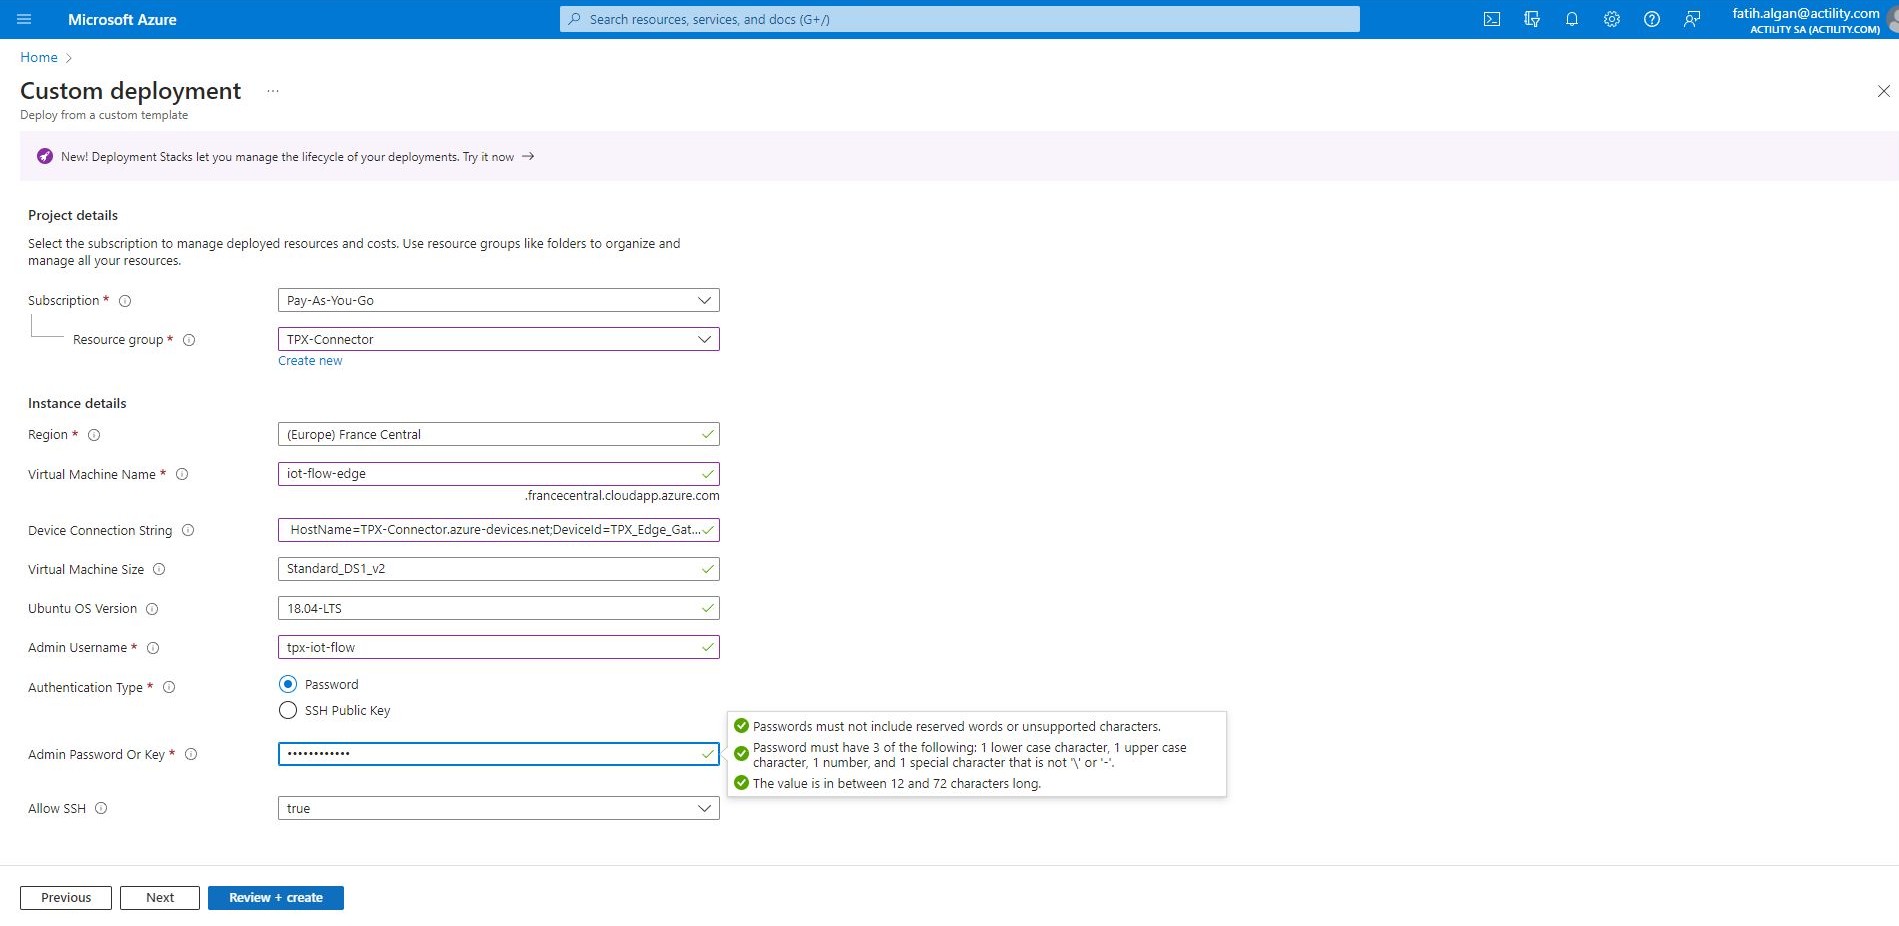 Microsoft Azure
Search resources, services, and docs (G+/)
fatih.algan@actility.com
ACTILITY SA (ACTILITY.COM)
Home
Custom deployment
...
Deploy from a custom template
New! Deployment Stacks let you manage the lifecycle of your deployments. Try it now →
Project details
Select the subscription to manage deployed resources and costs. Use resource groups like folders to organize and
manage all your resources.
Subscription *
Pay-As-You-Go
Resource group *
TPX-Connector
Create new
Instance details
Region *
(Europe) France Central
Virtual Machine Name *
iot-flow-edge
.francecentral.cloudapp.azure.com
Device Connection String
HostName=TPX-Connector.azure-devices.net;DeviceId=TPX_Edge_Gat...
Virtual Machine Size
Standard_DS1_v2
Ubuntu OS Version
18.04-LTS
Admin Username *
tpx-iot-flow
Authentication Type *
Password
SSH Public Key
Admin Password Or Key *
••••••••••••
Passwords must not include reserved words or unsupported characters.
Password must have 3 of the following: 1 lower case character, 1 upper case
character, 1 number, and 1 special character that is not '\' or '-'.
The value is in between 12 and 72 characters long.
Allow SSH
true
Previous
Next
Review + create